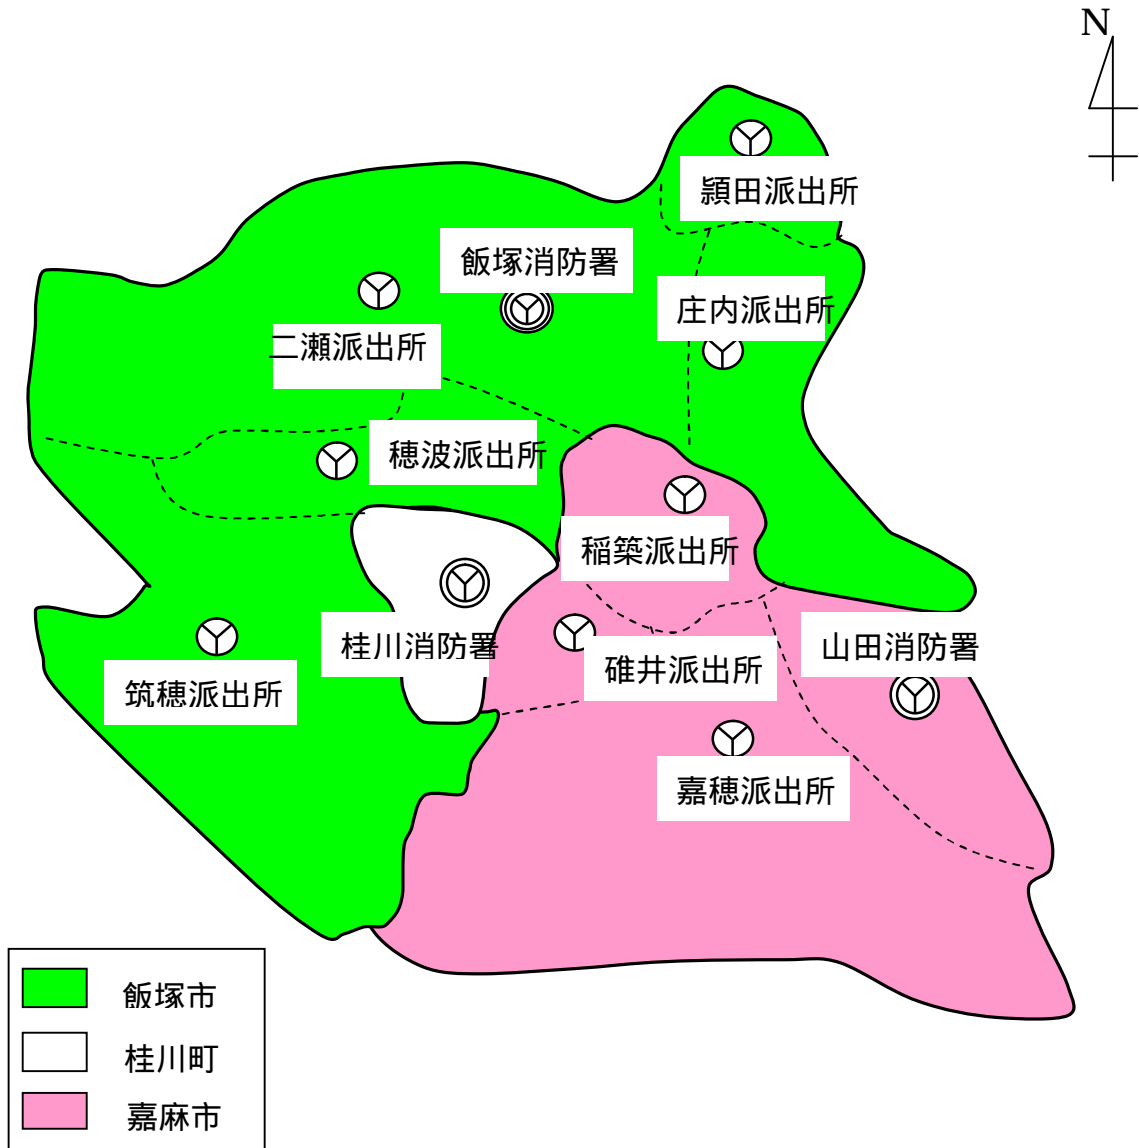 N
頴田派出所
飯塚消防署
庄内派出所
二瀬派出所
穂波派出所
稲築派出所
桂川消防署
碓井派出所
山田消防署
筑穂派出所
嘉穂派出所
飯塚市
桂川町
嘉麻市